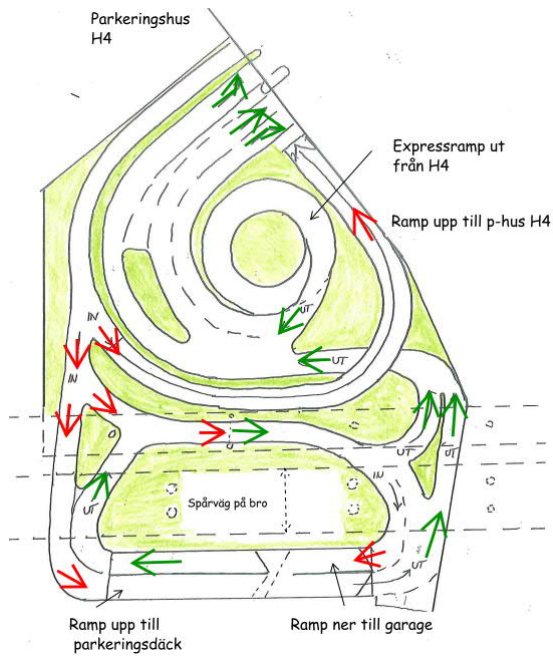 Parkeringshus
H4
Expressramp ut
från H4
Ramp upp till p-hus H4
UT
IN
UT
IN
IN
UT
UT
Spårväg på bro
UT
UT
Ramp upp till
parkeringsdäck
Ramp ner till garage